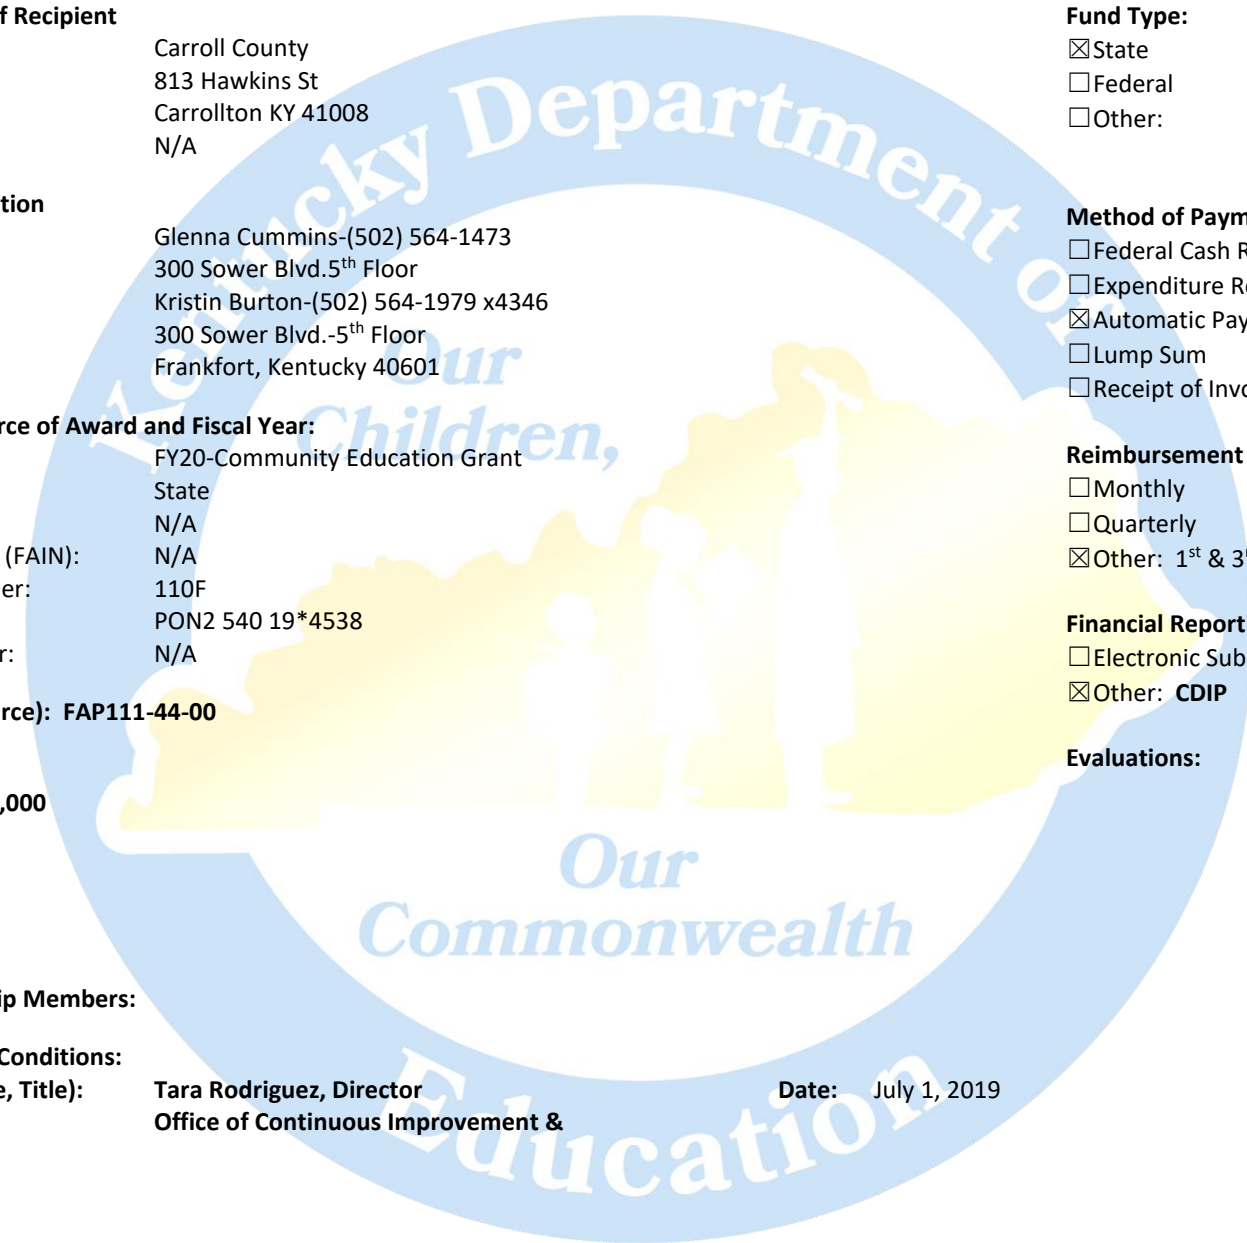 f Recipient
Carroll County
813 Hawkins St
Carrollton KY 41008
N/A
tion
Glenna Cummins-(502) 564-1473
300 Sower Blvd.5th Floor
Kristin Burton-(502) 564-1979 x4346
300 Sower Blvd.-5th Floor
Frankfort, Kentucky 40601
rce of Award and Fiscal Year:
FY20-Community Education Grant
State
N/A
(FAIN): N/A
er: 110F
PON2 540 19*4538
r: N/A
rce): FAP111-44-00
,000
ip Members:
Conditions:
e, Title): Tara Rodriguez, Director Date: July 1, 2019
Office of Continuous Improvement &
Fund Type:
☒State
☐Federal
☐Other:
Method of Paym
☐Federal Cash R
☐Expenditure Re
☒Automatic Pay
☐Lump Sum
☐Receipt of Invo
Reimbursement
☐Monthly
☐Quarterly
☒Other: 1st & 3
Financial Report
☐Electronic Sub
☒Other: CDIP
Evaluations:
Kentucky Department of
Education
Our
Children,
Our
Commonwealth